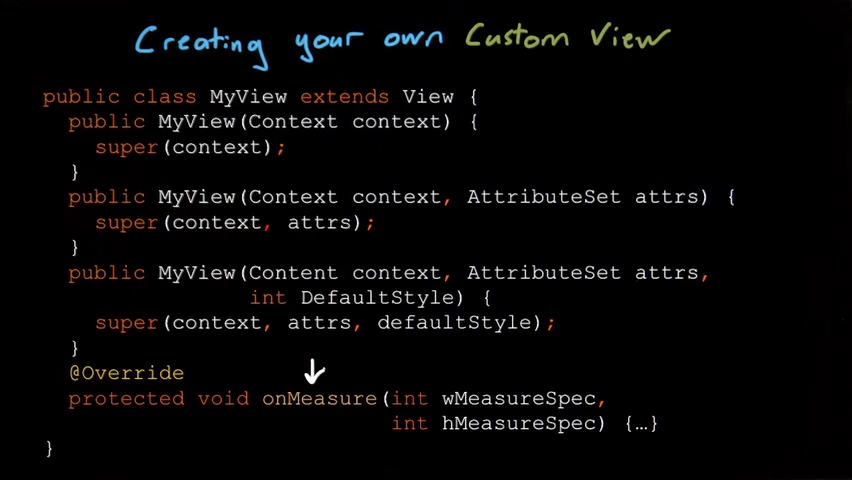 Creating your own Custom View
public class MyView extends View {
public MyView(Context context) {
super(context);
}
public MyView(Context context, AttributeSet attrs) {
super(context, attrs);
}
public MyView(Content context, AttributeSet attrs,
int DefaultStyle) {
super(context, attrs, defaultStyle);
}
@Override
protected void onMeasure(int wMeasureSpec,
int hMeasureSpec) {…}
}